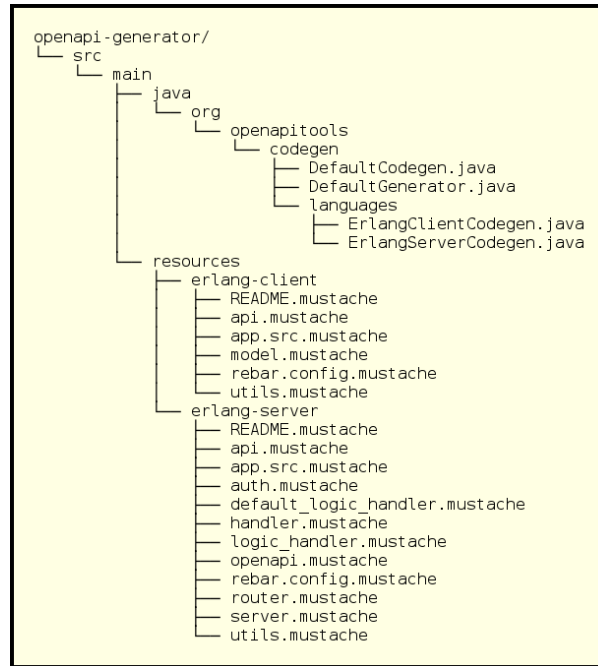 openapi-generator/
└── src
    └── main
        ├── java
        │   └── org
        │       └── openapitools
        │           └── codegen
        │               ├── DefaultCodegen.java
        │               ├── DefaultGenerator.java
        │               └── languages
        │                   ├── ErlangClientCodegen.java
        │                   └── ErlangServerCodegen.java
        └── resources
            ├── erlang-client
            │   ├── README.mustache
            │   ├── api.mustache
            │   ├── app.src.mustache
            │   ├── model.mustache
            │   ├── rebar.config.mustache
            │   └── utils.mustache
            └── erlang-server
                ├── README.mustache
                ├── api.mustache
                ├── app.src.mustache
                ├── auth.mustache
                ├── default_logic_handler.mustache
                ├── handler.mustache
                ├── logic_handler.mustache
                ├── openapi.mustache
                ├── rebar.config.mustache
                ├── router.mustache
                ├── server.mustache
                └── utils.mustache